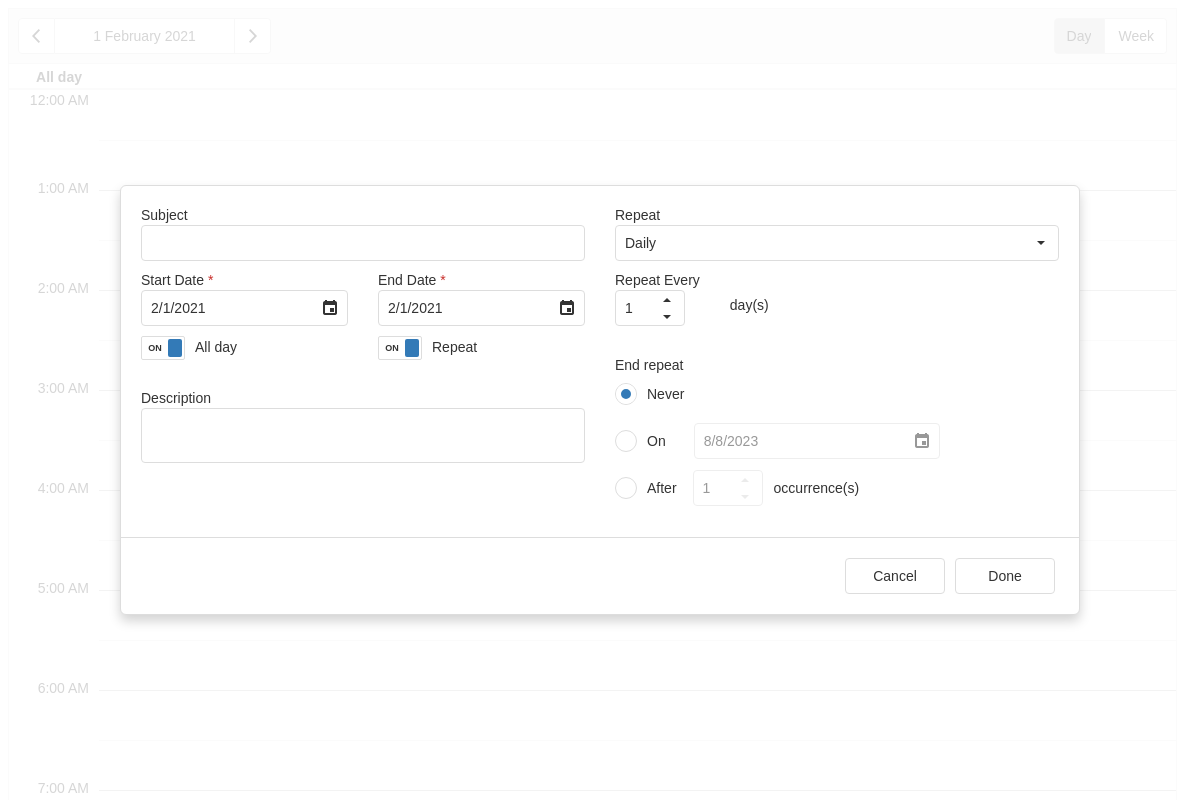 1 February 2021
Day Week
All day
12:00 AM
1:00 AM
2:00 AM
3:00 AM
4:00 AM
5:00 AM
6:00 AM
7:00 AM
Subject
Start Date * End Date *
2/1/2021 2/1/2021
ON All day ON Repeat
Description
Repeat
Daily
Repeat Every
1 day(s)
End repeat
Never
On 8/8/2023
After 1 occurrence(s)
Cancel Done